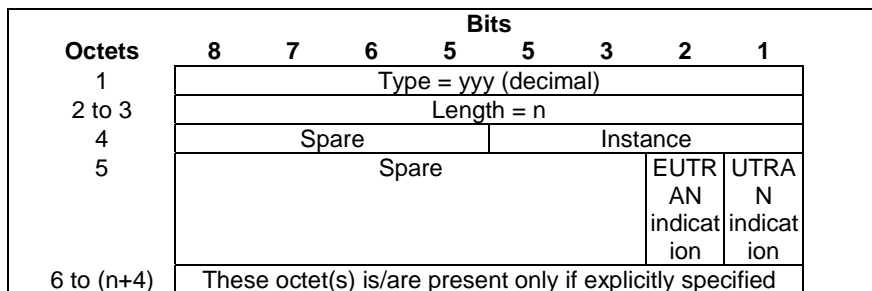 Bits
Octets 8 7 6 5 5 3 2 1
1 Type = yyy (decimal)
2 to 3 Length = n
4 Spare Instance
5 Spare EUTR UTRA
AN N
indicat indicat
ion ion
6 to (n+4) These octet(s) is/are present only if explicitly specified